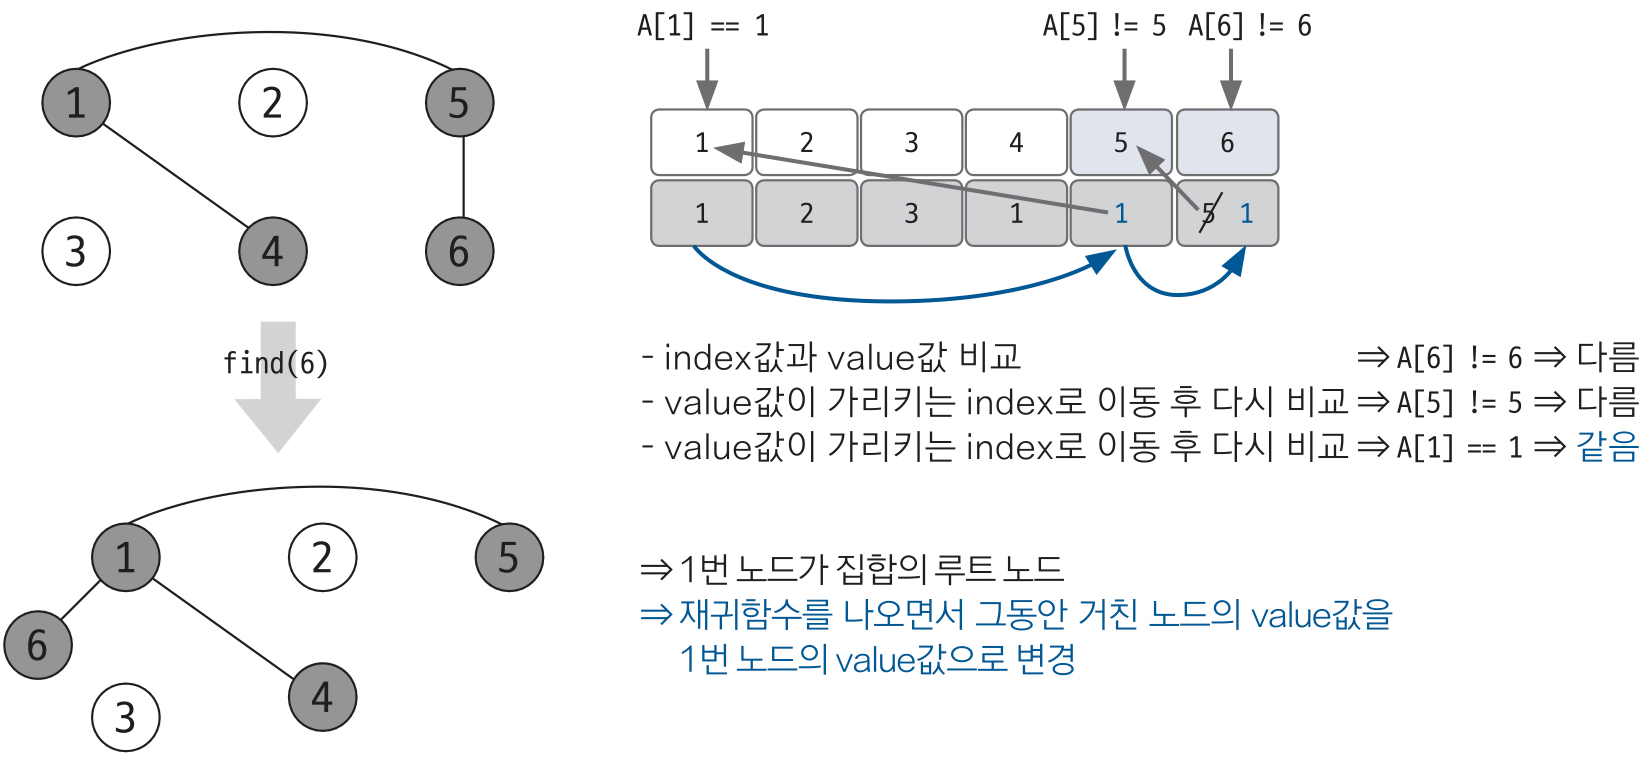 1 2 5
3 4 6
find(6)
1 2 5
6
4
3
A[1] == 1 A[5] != 5 A[6] != 6
1 2 3 4 5 6
1 2 3 1 1 5 1
- index값과 value값 비교 ⇒ A[6] != 6 ⇒ 다름
- value값이 가리키는 index로 이동 후 다시 비교 ⇒ A[5] != 5 ⇒ 다름
- value값이 가리키는 index로 이동 후 다시 비교 ⇒ A[1] == 1 ⇒ 같음
⇒ 1번 노드가 집합의 루트 노드
⇒ 재귀함수를 나오면서 그동안 거친 노드의 value값을
1번 노드의 value값으로 변경